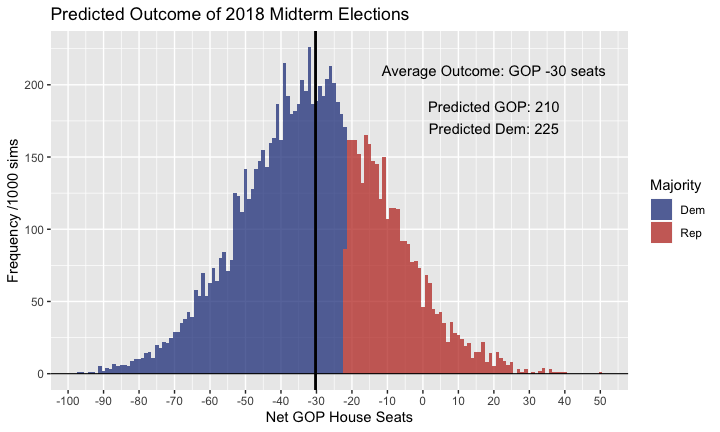 Predicted Outcome of 2018 Midterm Elections
Average Outcome: GOP -30 seats
Predicted GOP: 210
Predicted Dem: 225
Frequency /1000 sims
200
150
100
50
0
-100 -90 -80 -70 -60 -50 -40 -30 -20 -10 0 10 20 30 40 50
Net GOP House Seats
Majority
Dem
Rep